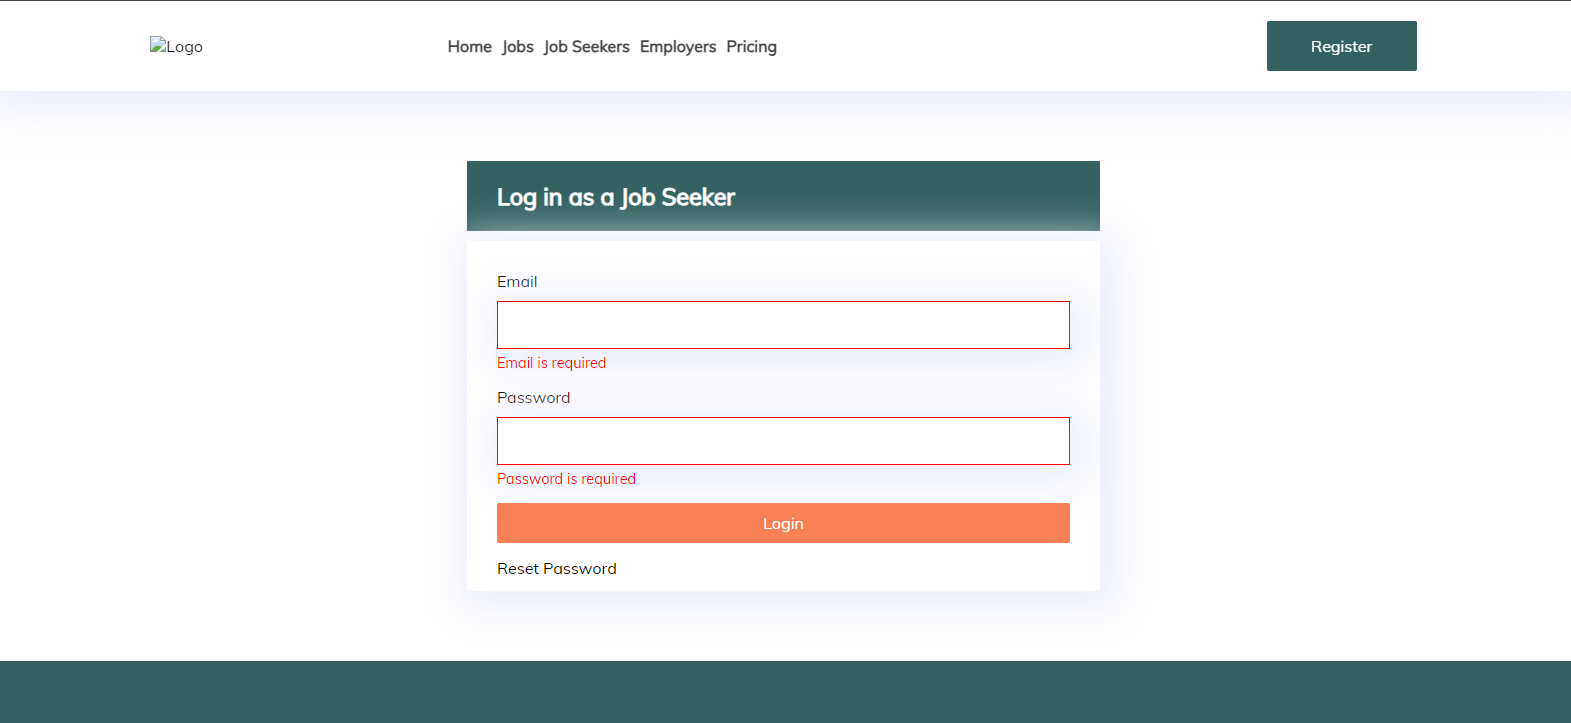 Logo
Home Jobs Job Seekers Employers Pricing
Register
Log in as a Job Seeker
Email
Email is required
Password
Password is required
Login
Reset Password